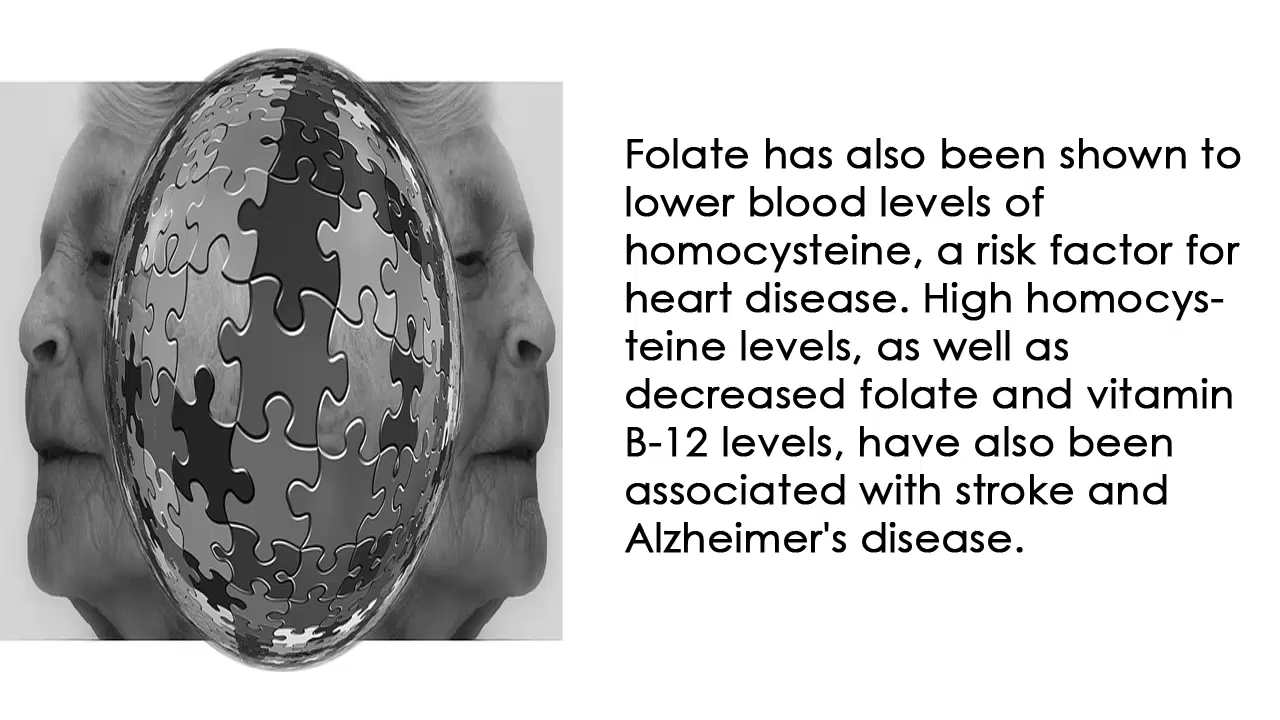 Folate has also been shown to
lower blood levels of
homocysteine, a risk factor for
heart disease. High homocys-
teine levels, as well as
decreased folate and vitamin
B-12 levels, have also been
associated with stroke and
Alzheimer's disease.